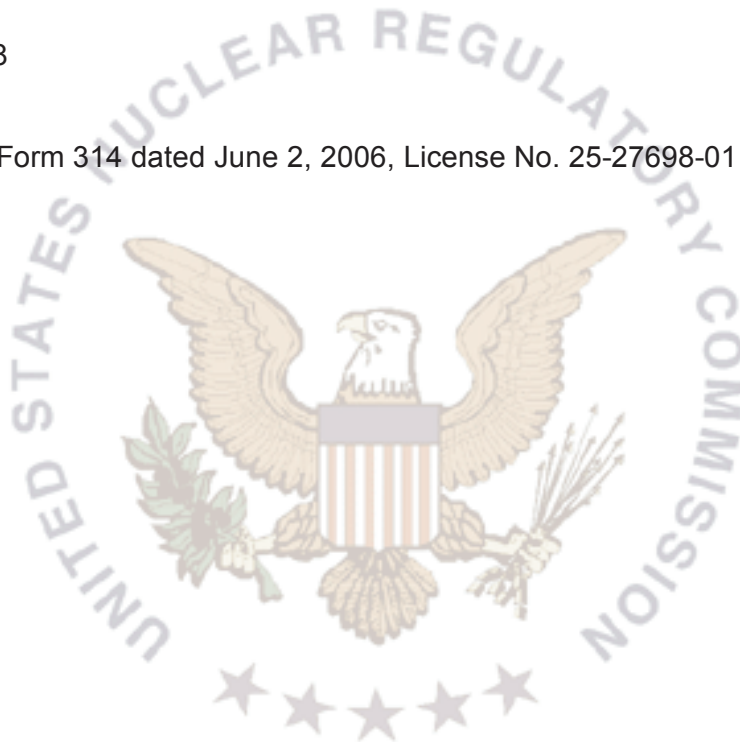 3
Form 314 dated June 2, 2006, License No. 25-27698-01
UNITED STATES NUCLEAR REGULATORY COMMISSION